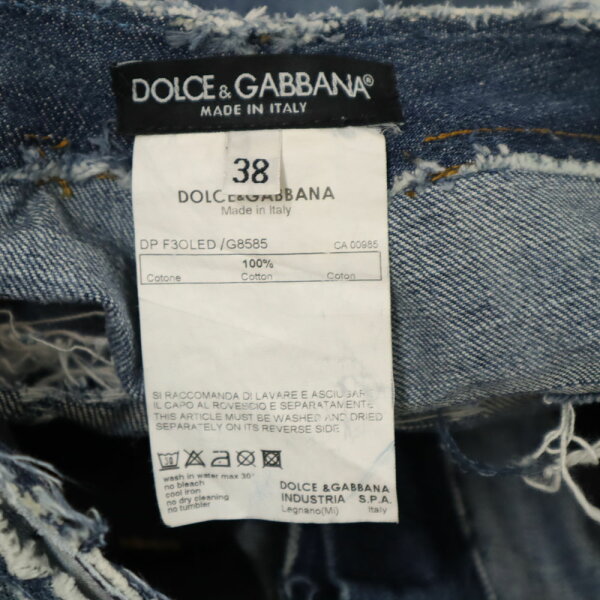 DOLCE & GABBANA®
MADE IN ITALY
38
DOLCE&GABBANA
Made in Italy
DP F3OLED /G8585
CA 00985
100%
Cotone Cotton Coton
SI RACCOMANDA DI LAVARE E ASCIUGARE
IL CAPO AL ROVESCIO E SEPARATAMENTE
THIS ARTICLE MUST BE WASHED AND DRIED
SEPARATELY ON ITS REVERSE SIDE
30
wash in water max 30°
no bleach
cool iron
no dry cleaning
no tumbler
DOLCE & GABBANA
INDUSTRIA S.P.A.
Legnano(Mi) Italy